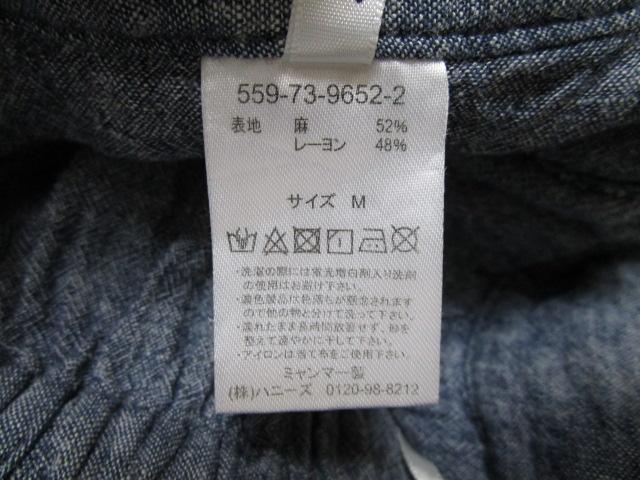 559-73-9652-2
表地 麻 52%
レーヨン 48%
サイズ M
・洗濯の際には蛍光増白剤入り洗剤
の使用はお避け下さい。
・濃色製品は色落ちが懸念されます
ので他の物と分けて洗って下さい。
・濡れたまま長時間放置せず、形を
整えて速やかに干して下さい。
・アイロンは当て布をご使用下さい。
ミャンマー製
(株)ハニーズ 0120-98-8212